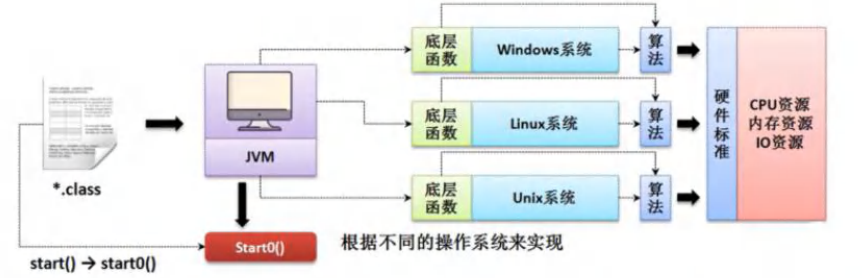 *.class
start() → start0()
JVM
Start0()
底层
函数
Windows系统
算
法
底层
函数
Linux系统
算
法
底层
函数
Unix系统
算
法
根据不同的操作系统来实现
硬
件
标
准
CPU资源
内存资源
IO资源